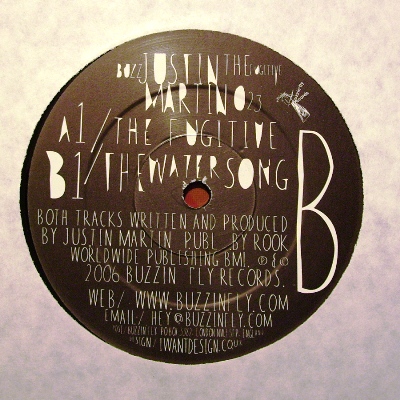 BUZZ JUSTIN THE FUGITIVE
MARTIN 023
A1/THE FUGITIVE
B1/THE WATER SONG
B
BOTH TRACKS WRITTEN AND PRODUCED
BY JUSTIN MARTIN PUBL. BY ROOK
WORLDWIDE PUBLISHING BMI. ℗ & ©
2006 BUZZIN' FLY RECORDS.
WEB/ WWW.BUZZINFLY.COM
EMAIL/ HEY@BUZZINFLY.COM
LONDON ENGLAND
DESIGN/ IWANTDESIGN.CO.UK